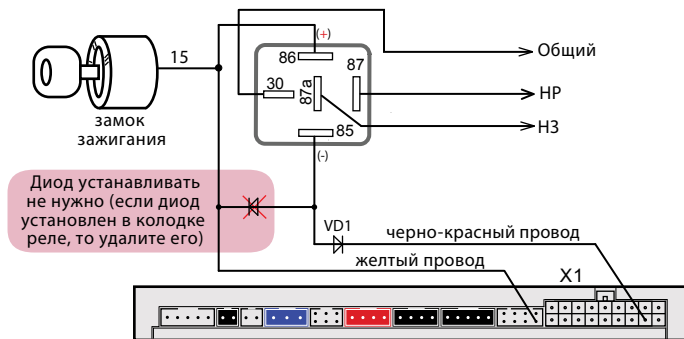 (+)
86
87
15
30
87a
85
(-)
Общий
НР
НЗ
замок
зажигания
Диод устанавливать
не нужно (если диод
установлен в колодке
реле, то удалите его)
VD1
черно-красный провод
желтый провод
X1